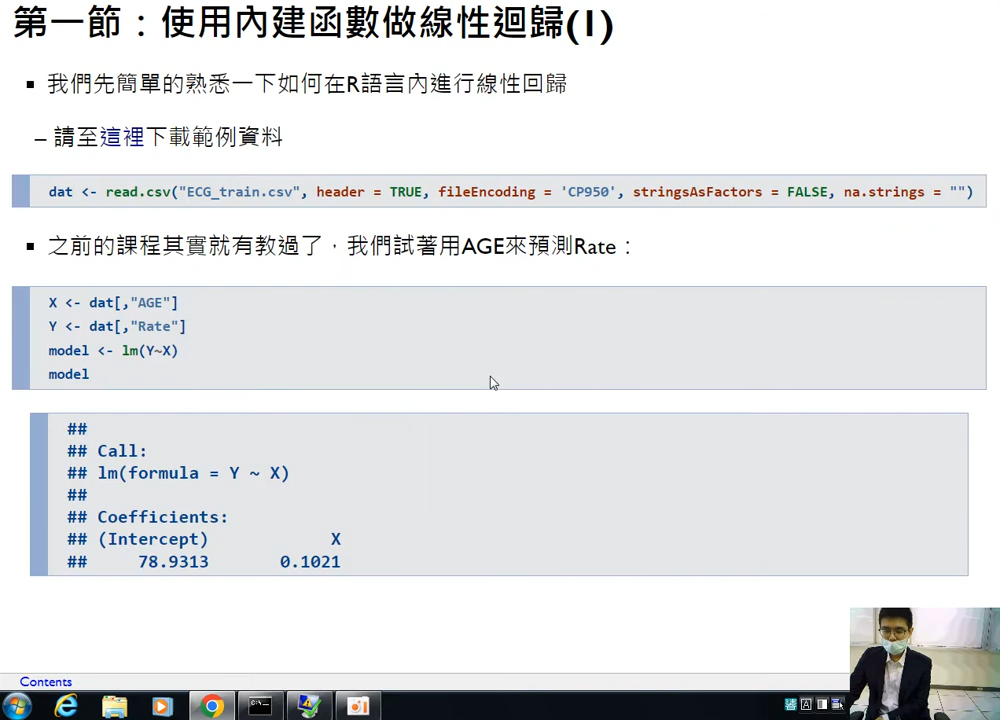 第一節：使用內建函數做線性迴歸(1)
我們先簡單的熟悉一下如何在R語言內進行線性回歸
– 請至這裡下載範例資料
dat <- read.csv("ECG_train.csv", header = TRUE, fileEncoding = 'CP950', stringsAsFactors = FALSE, na.strings = "")
之前的課程其實就有教過了，我們試著用AGE來預測Rate：
X <- dat[,"AGE"]
Y <- dat[,"Rate"]
model <- lm(Y~X)
model
##
## Call:
## lm(formula = Y ~ X)
##
## Coefficients:
## (Intercept) X
## 78.9313 0.1021
Contents